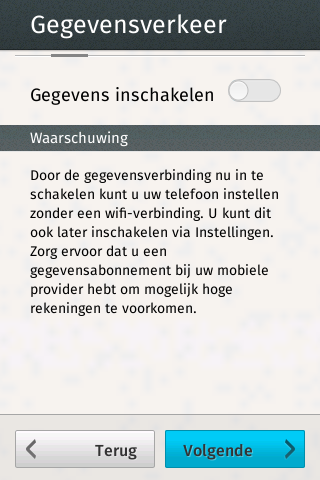 Gegevensverkeer
Gegevens inschakelen
Waarschuwing
Door de gegevensverbinding nu in te
schakelen kunt u uw telefoon instellen
zonder een wifi-verbinding. U kunt dit
ook later inschakelen via Instellingen.
Zorg ervoor dat u een
gegevensabonnement bij uw mobiele
provider hebt om mogelijk hoge
rekeningen te voorkomen.
Terug
Volgende